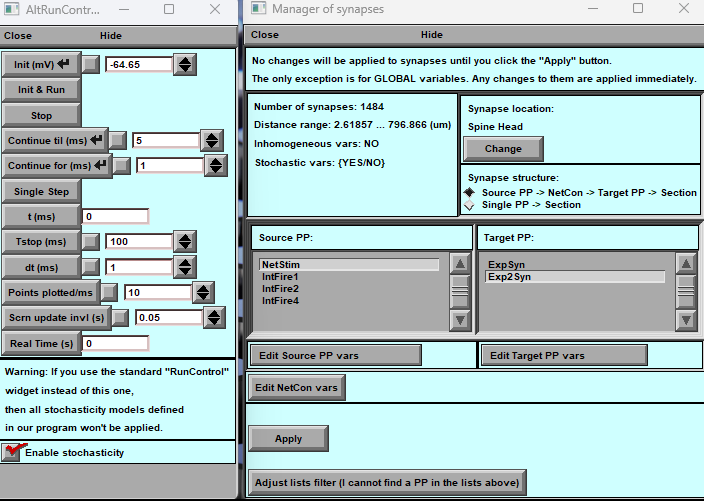 AltRunContr...
Close
Hide
Init (mV)
-64.65
Init & Run
Stop
Continue til (ms)
5
Continue for (ms)
1
Single Step
t (ms)
0
Tstop (ms)
100
dt (ms)
1
Points plotted/ms
10
Scrn update invl (s)
0.05
Real Time (s)
0
Warning: If you use the standard "RunControl"
widget instead of this one,
then all stochasticity models defined
in our program won't be applied.
Enable stochasticity
Manager of synapses
Close
Hide
No changes will be applied to synapses until you click the "Apply" button.
The only exception is for GLOBAL variables. Any changes to them are applied immediately.
Number of synapses: 1484
Distance range: 2.61857 ... 796.866 (um)
Inhomogeneous vars: NO
Stochastic vars: {YES/NO}
Synapse location:
Spine Head
Change
Synapse structure:
Source PP -> NetCon -> Target PP -> Section
Single PP -> Section
Source PP:
NetStim
IntFire1
IntFire2
IntFire4
Target PP:
ExpSyn
Exp2Syn
Edit Source PP vars
Edit Target PP vars
Edit NetCon vars
Apply
Adjust lists filter (I cannot find a PP in the lists above)